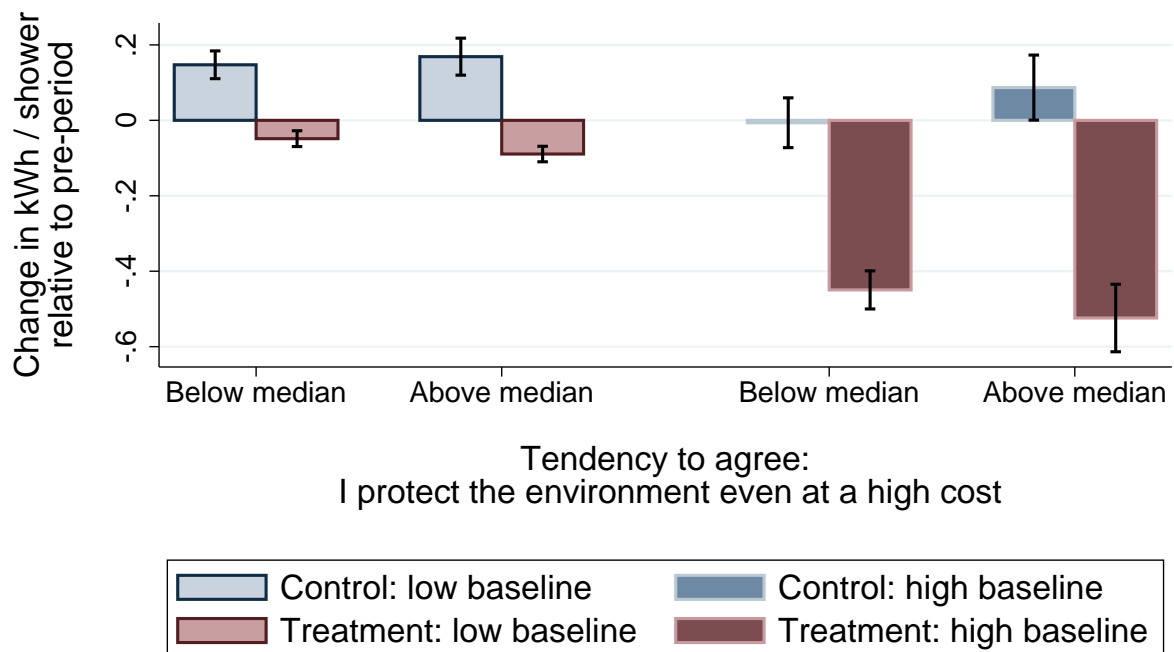 Change in kWh / shower
relative to pre-period
.2
0
-.2
-.4
-.6
Below median
Above median
Below median
Above median
Tendency to agree:
I protect the environment even at a high cost
Control: low baseline
Control: high baseline
Treatment: low baseline
Treatment: high baseline